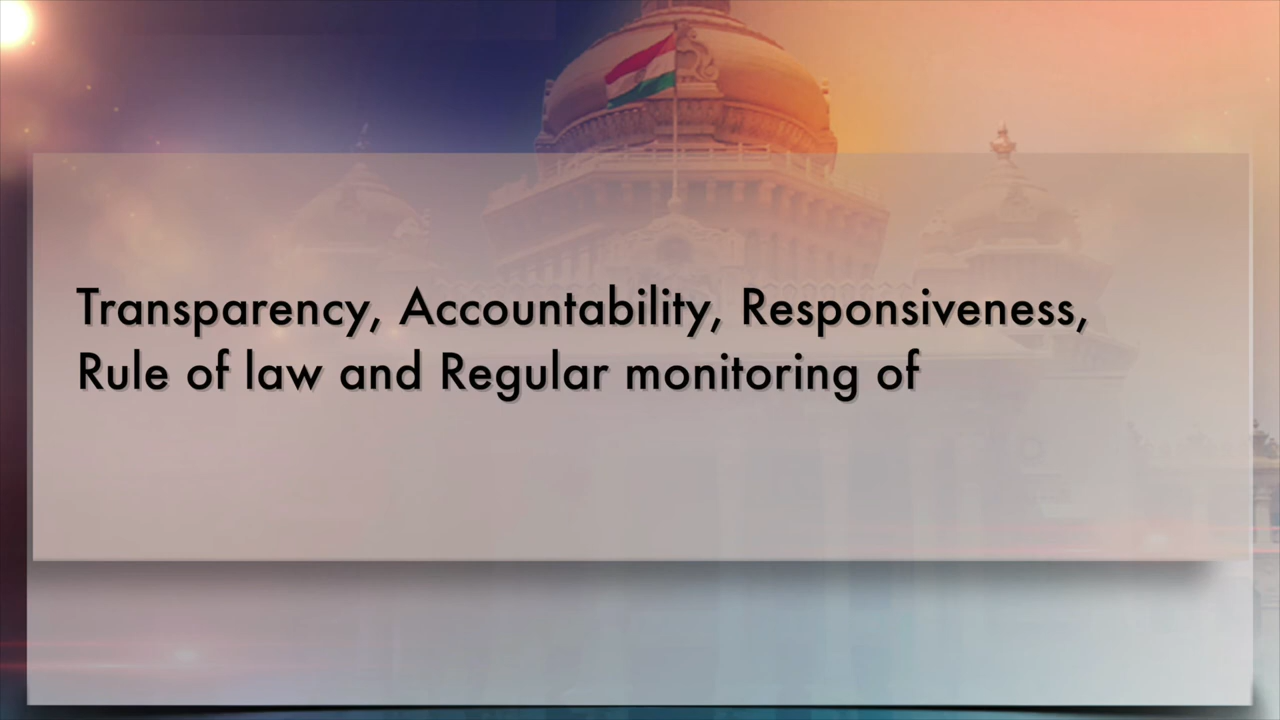 Transparency, Accountability, Responsiveness,
Rule of law and Regular monitoring of